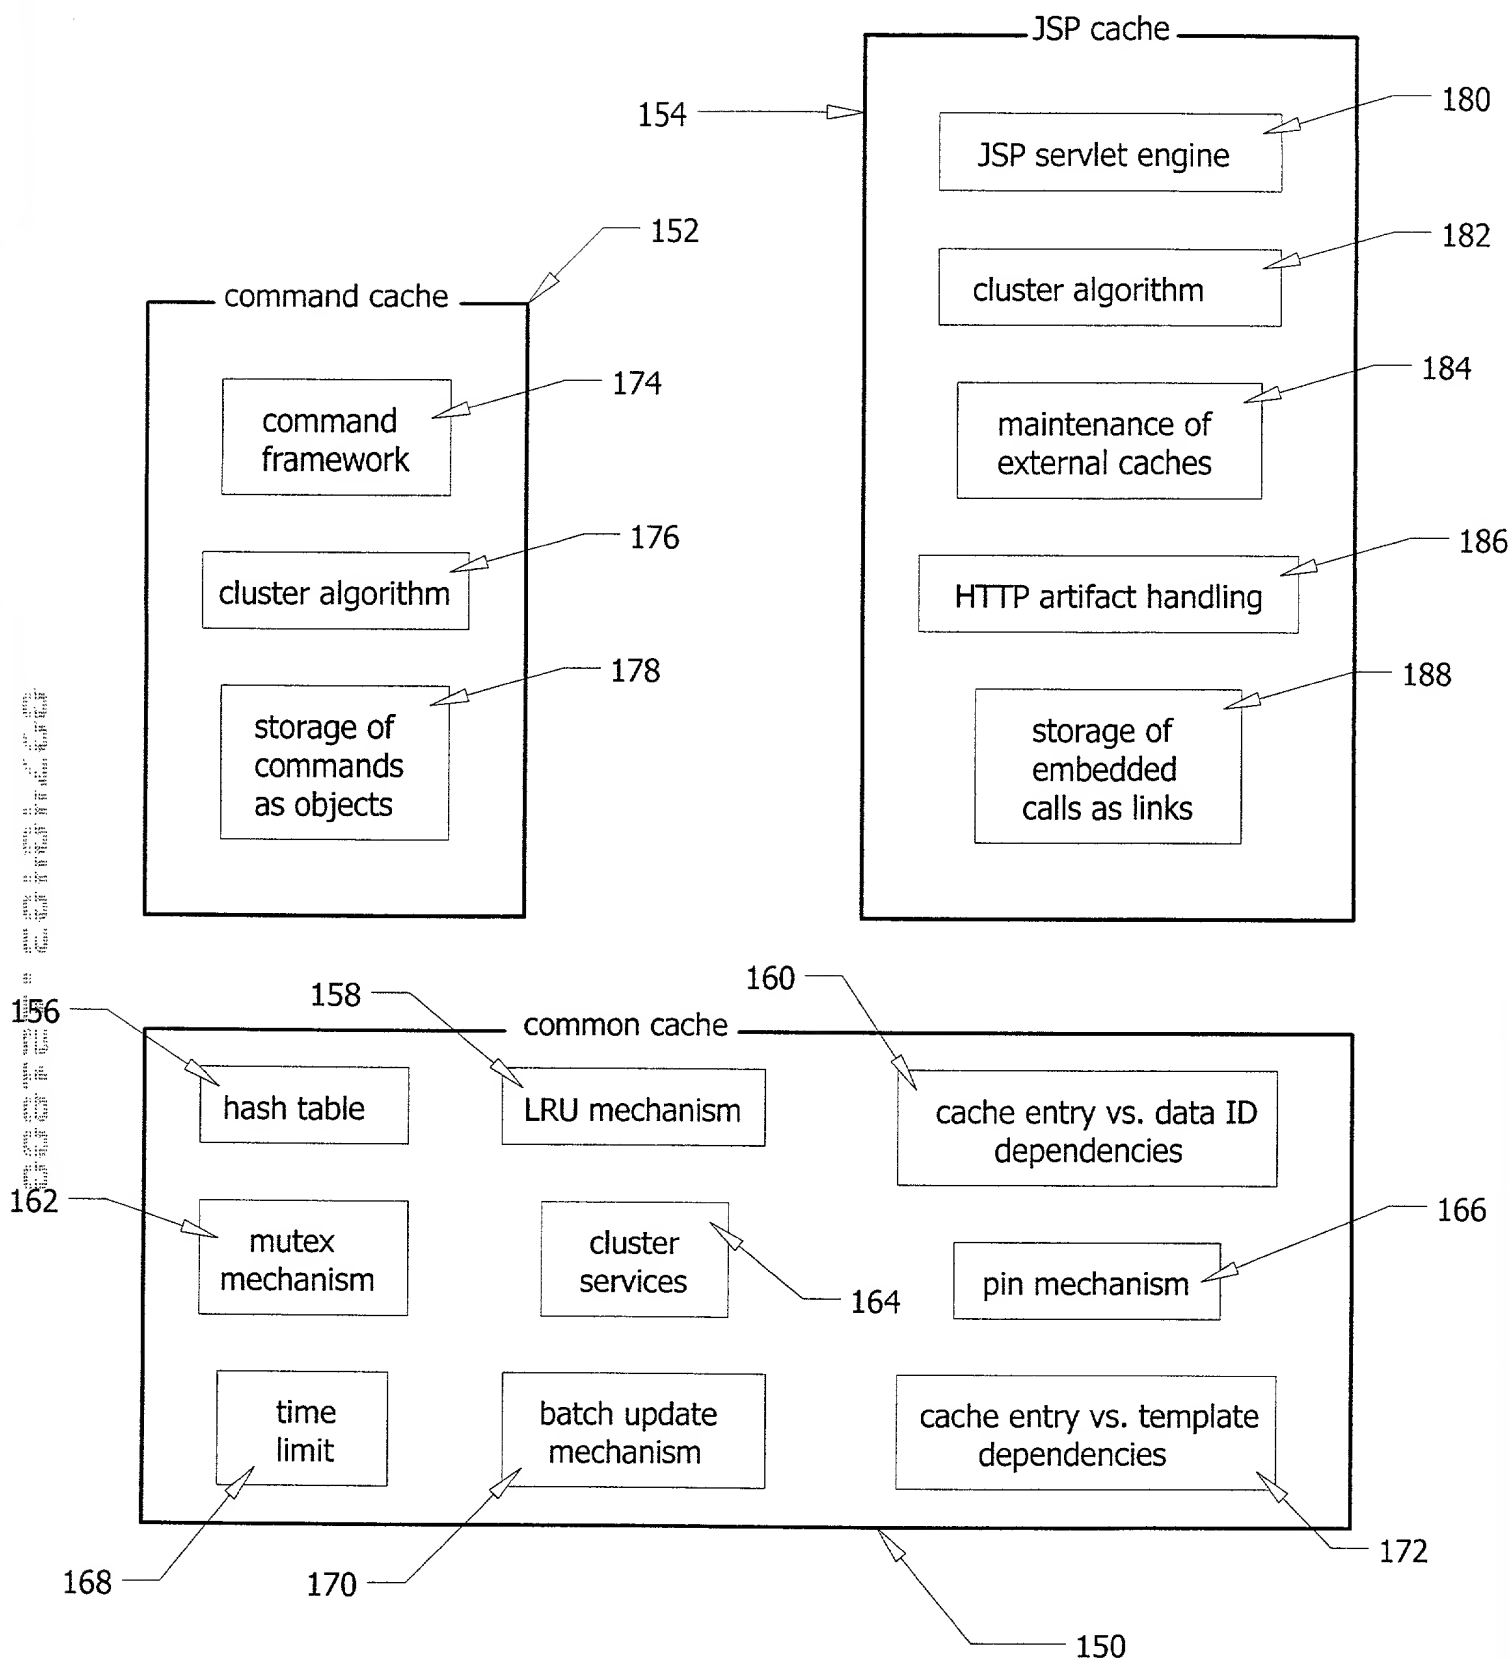 JSP cache
154
180
JSP servlet engine
182
cluster algorithm
184
maintenance of
external caches
186
HTTP artifact handling
188
storage of
embedded
calls as links
152
command cache
174
command
framework
176
cluster algorithm
178
storage of
commands
as objects
common cache
156
hash table
158
LRU mechanism
160
cache entry vs. data ID
dependencies
162
mutex
mechanism
cluster
services
164
166
pin mechanism
time
limit
168
batch update
mechanism
170
cache entry vs. template
dependencies
172
150